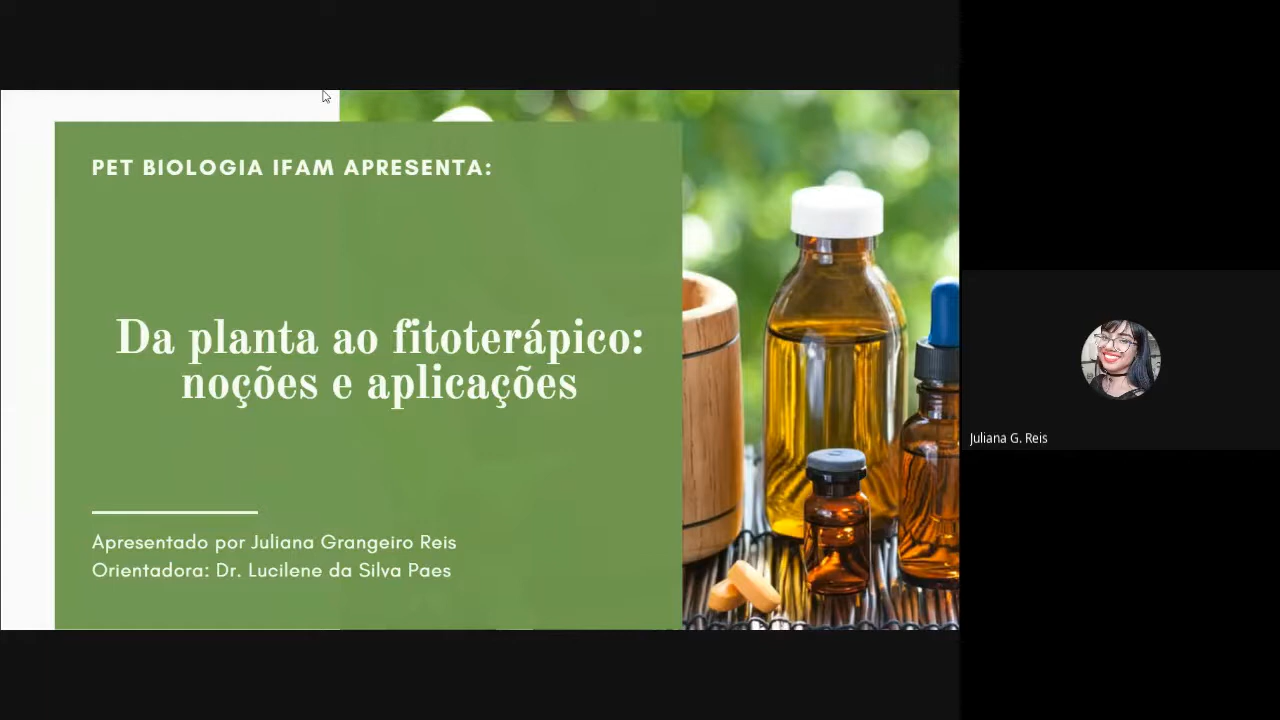 PET BIOLOGIA IFAM APRESENTA:
Da planta ao fitoterápico:
noções e aplicações
Apresentado por Juliana Grangeiro Reis
Orientadora: Dr. Lucilene da Silva Paes
Juliana G. Reis